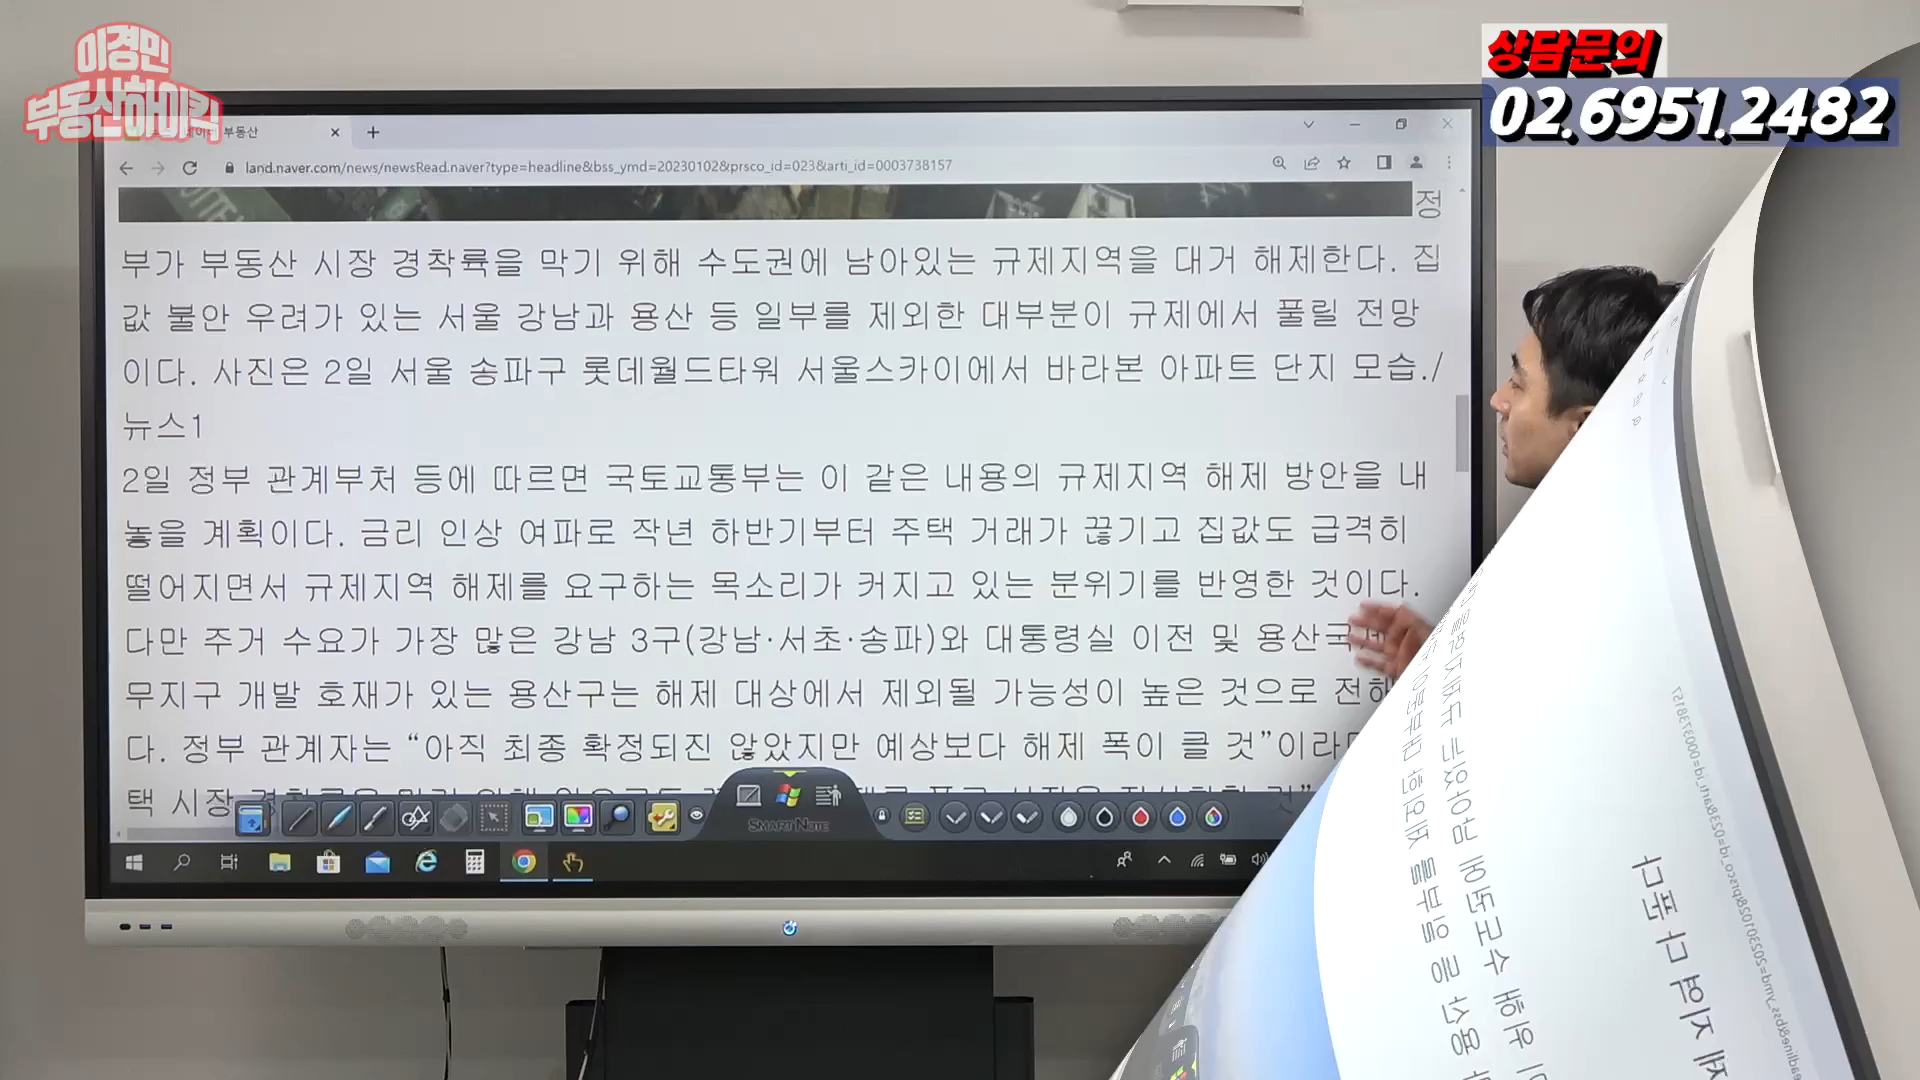 이경민
부동산하이킥
상담문의
02.6951.2482
부동산
land.naver.com/news/newsRead.naver?type=headline&bss_ymd=20230102&prsco_id=023&arti_id=0003738157
정
부가 부동산 시장 경착륙을 막기 위해 수도권에 남아있는 규제지역을 대거 해제한다. 집
값 불안 우려가 있는 서울 강남과 용산 등 일부를 제외한 대부분이 규제에서 풀릴 전망
이다. 사진은 2일 서울 송파구 롯데월드타워 서울스카이에서 바라본 아파트 단지 모습./
뉴스1
2일 정부 관계부처 등에 따르면 국토교통부는 이 같은 내용의 규제지역 해제 방안을 내
놓을 계획이다. 금리 인상 여파로 작년 하반기부터 주택 거래가 끊기고 집값도 급격히
떨어지면서 규제지역 해제를 요구하는 목소리가 커지고 있는 분위기를 반영한 것이다.
다만 주거 수요가 가장 많은 강남 3구(강남·서초·송파)와 대통령실 이전 및 용산국제
무지구 개발 호재가 있는 용산구는 해제 대상에서 제외될 가능성이 높은 것으로 전해
다. 정부 관계자는 “아직 최종 확정되진 않았지만 예상보다 해제 폭이 클 것”이라
택 시장
SMART NOTE